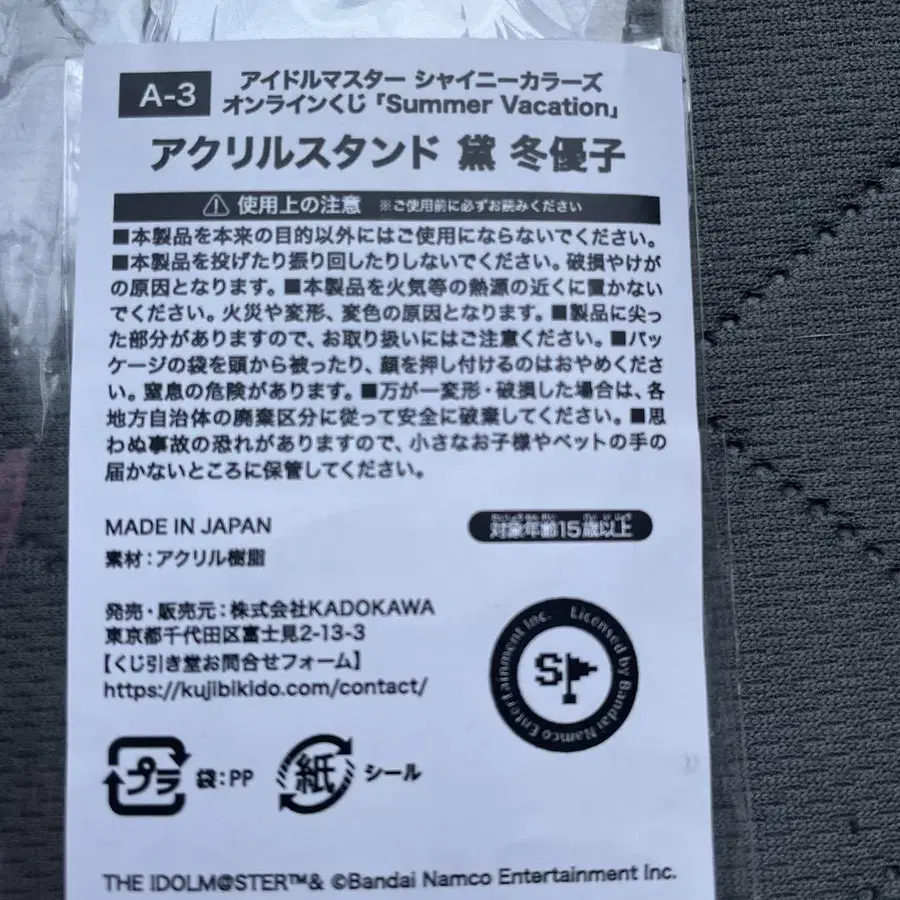 A-3
アイドルマスター シャイニーカラーズ
オンラインくじ「Summer Vacation」
アクリルスタンド 黛 冬優子
使用上の注意 ※ご使用前に必ずお読みください
■本製品を本来の目的以外にはご使用にならないでください。
■本製品を投げたり振り回したりしないでください。破損やけが
の原因となります。■本製品を火気等の熱源の近くに置かない
でください。火災や変形、変色の原因となります。■製品に尖っ
た部分がありますので、お取り扱いにはご注意ください。■パッ
ケージの袋を頭から被ったり、顔を押し付けるのはおやめくださ
い。窒息の危険があります。■万が一変形・破損した場合は、各
地方自治体の廃棄区分に従って安全に破棄してください。■思
わぬ事故の恐れがありますので、小さなお子様やペットの手の
届かないところに保管してください。
MADE IN JAPAN
対象年齢15歳以上
素材：アクリル樹脂
発売・販売元：株式会社KADOKAWA
東京都千代田区富士見2-13-3
【くじ引き堂お問合せフォーム】
https://kujibikido.com/contact/
Licensed by Bandai Namco Entertainment Inc.
S
プラ 袋：PP 紙 シール
THE IDOLM@STER™& ©Bandai Namco Entertainment Inc.